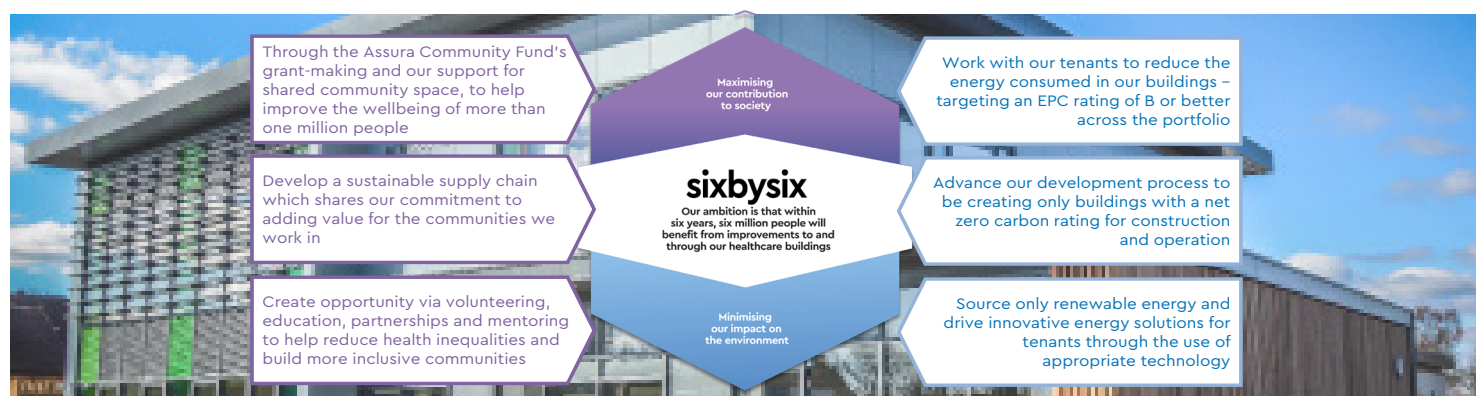 Through the Assura Community Fund's
grant-making and our support for
shared community space, to help
improve the wellbeing of more than
one million people
Develop a sustainable supply chain
which shares our commitment to
adding value for the communities we
work in
Create opportunity via volunteering,
education, partnerships and mentoring
to help reduce health inequalities and
build more inclusive communities
Maximising
our contribution
to society
sixbysix
Our ambition is that within
six years, six million people will
benefit from improvements to and
through our healthcare buildings
Minimising
our impact on
the environment
Work with our tenants to reduce the
energy consumed in our buildings –
targeting an EPC rating of B or better
across the portfolio
Advance our development process to
be creating only buildings with a net
zero carbon rating for construction
and operation
Source only renewable energy and
drive innovative energy solutions for
tenants through the use of
appropriate technology